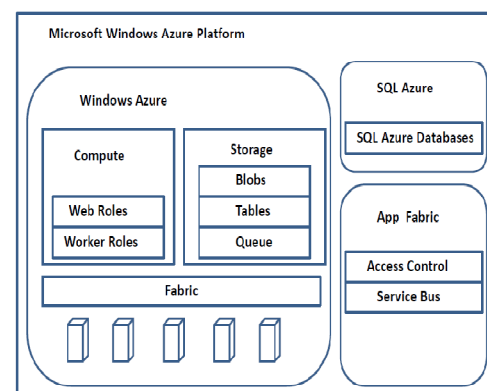 Microsoft Windows Azure Platform
Windows Azure
Compute
Web Roles
Worker Roles
Storage
Blobs
Tables
Queue
Fabric
SQL Azure
SQL Azure Databases
App Fabric
Access Control
Service Bus